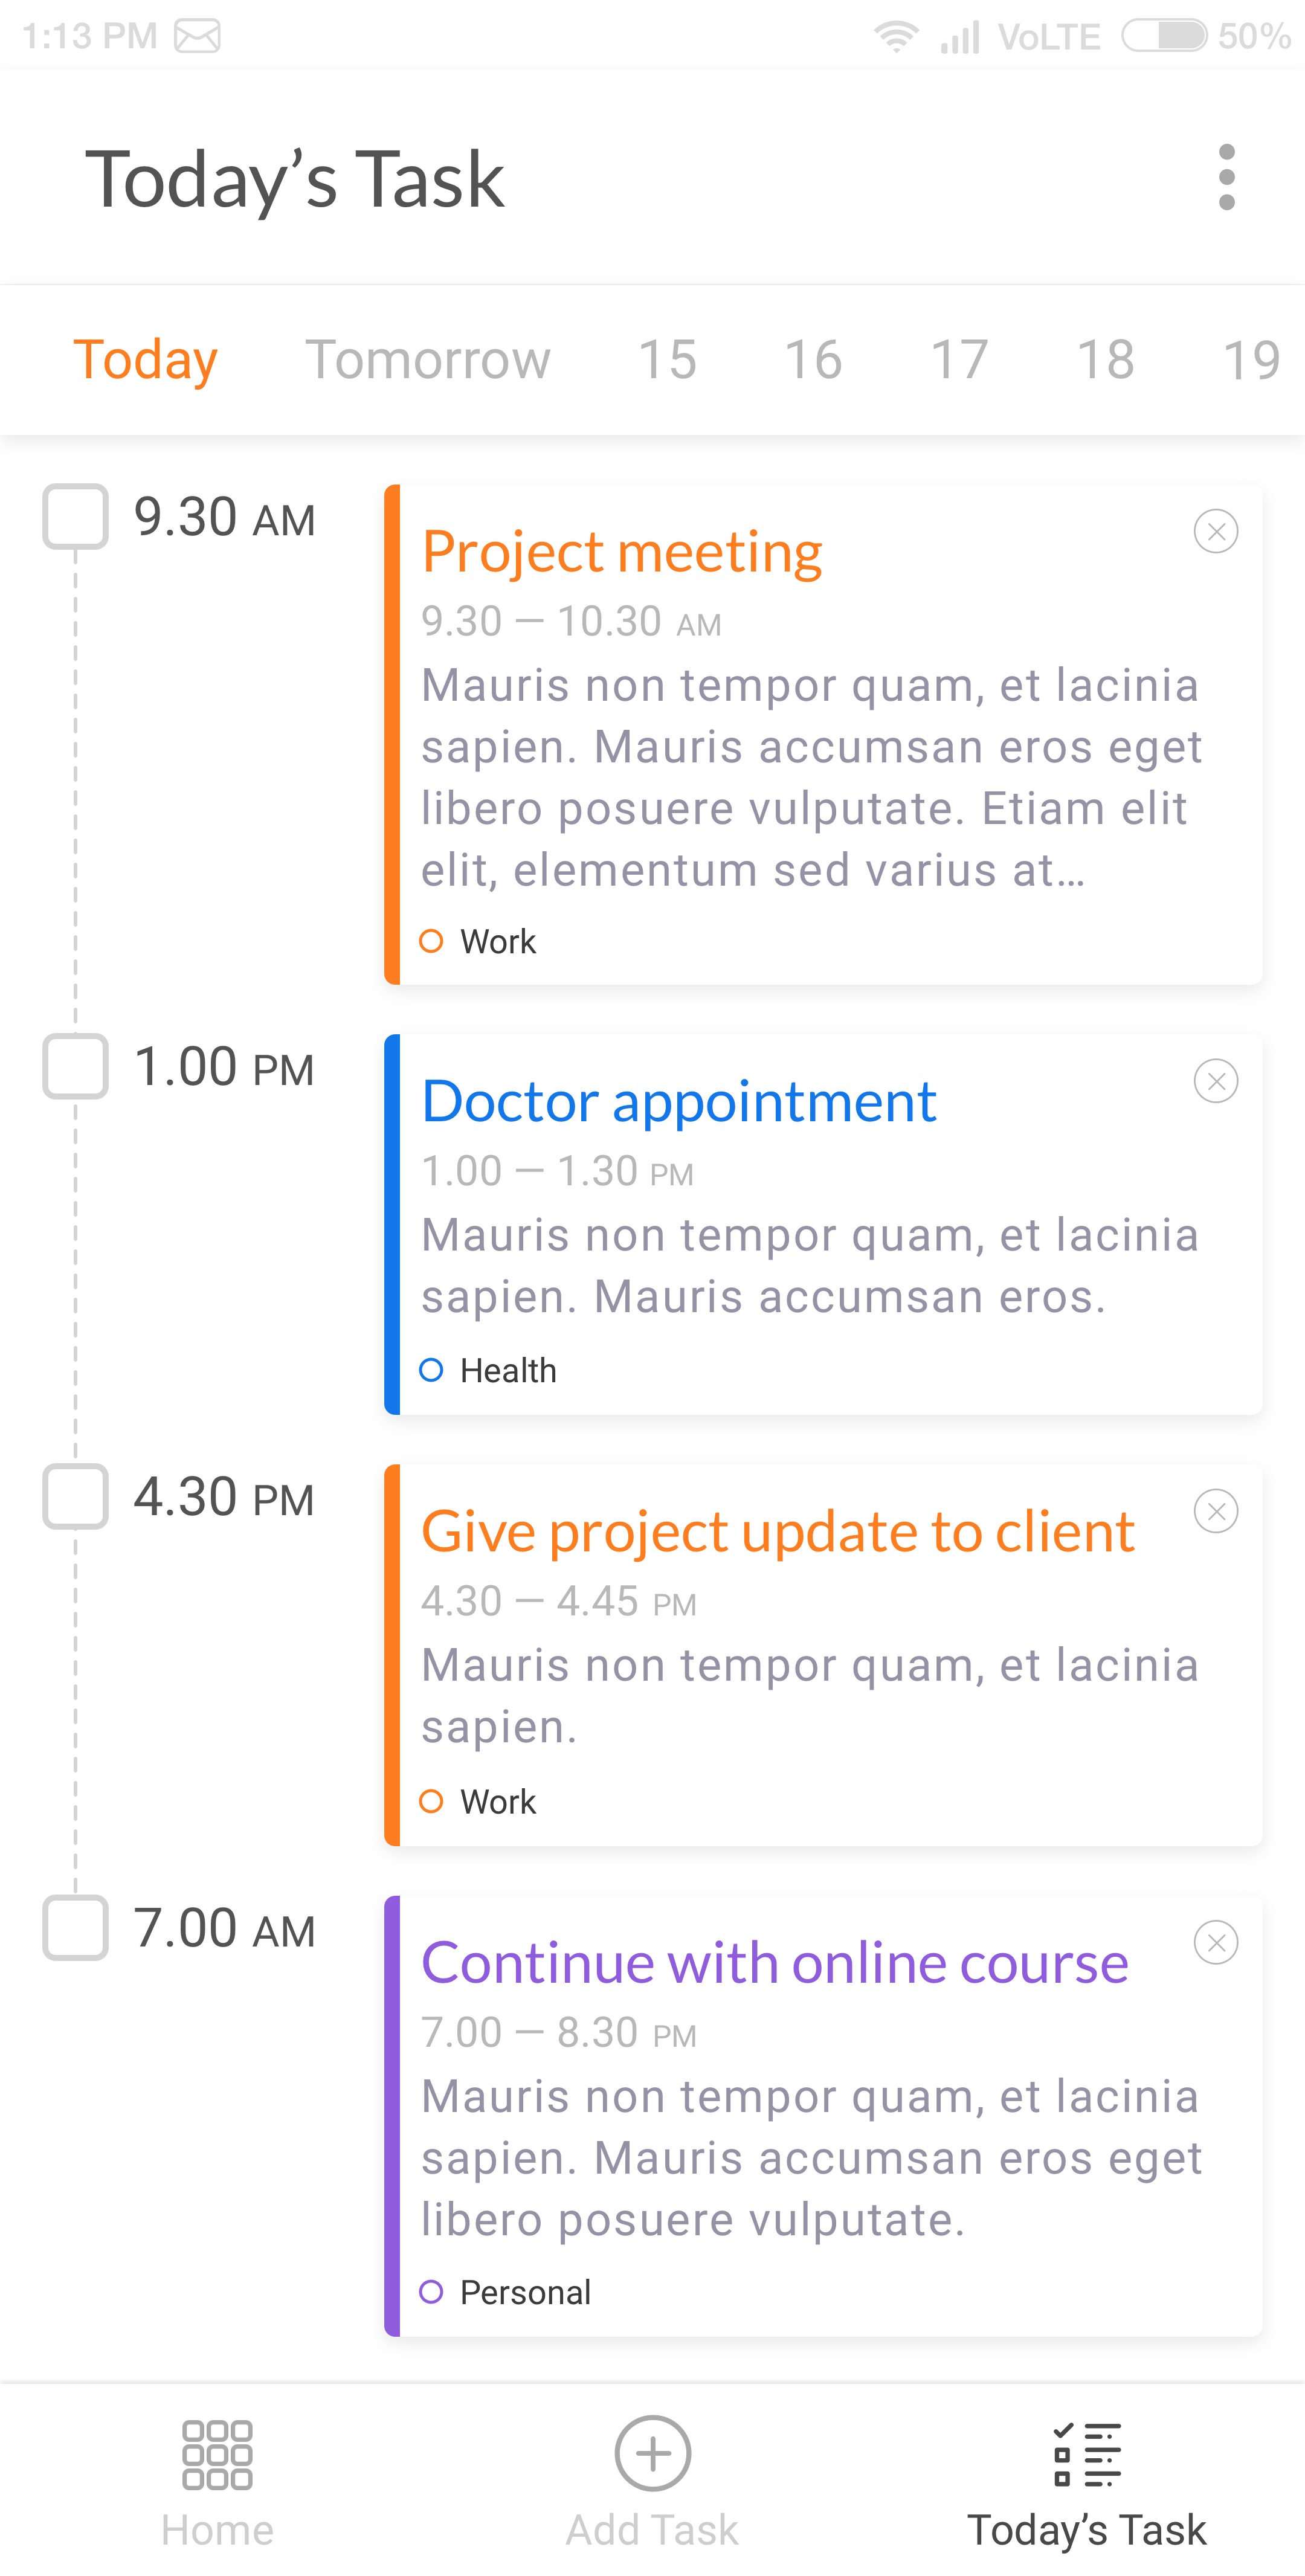 1:13 PM VoLTE 50%
Today’s Task
Today Tomorrow 15 16 17 18 19
9.30 AM
Project meeting
9.30 — 10.30 AM
Mauris non tempor quam, et lacinia
sapien. Mauris accumsan eros eget
libero posuere vulputate. Etiam elit
elit, elementum sed varius at...
Work
1.00 PM
Doctor appointment
1.00 — 1.30 PM
Mauris non tempor quam, et lacinia
sapien. Mauris accumsan eros.
Health
4.30 PM
Give project update to client
4.30 — 4.45 PM
Mauris non tempor quam, et lacinia
sapien.
Work
7.00 AM
Continue with online course
7.00 — 8.30 PM
Mauris non tempor quam, et lacinia
sapien. Mauris accumsan eros eget
libero posuere vulputate.
Personal
Home Add Task Today’s Task